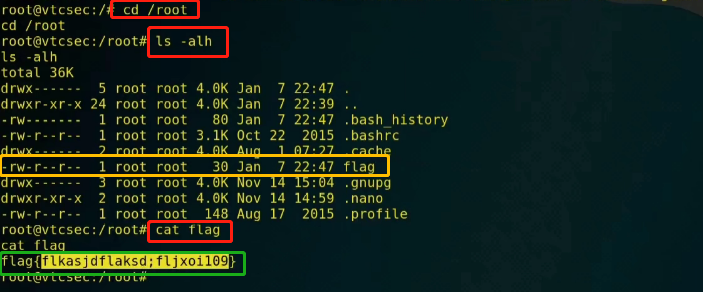 root@vtcsec:/# cd /root
cd /root
root@vtcsec:/root# ls -alh
ls -alh
total 36K
drwx------  5 root root 4.0K Jan  7 22:47 .
drwxr-xr-x 24 root root 4.0K Jan  7 22:39 ..
-rw-------  1 root root   80 Jan  7 22:47 .bash_history
-rw-r--r--  1 root root 3.1K Oct 22  2015 .bashrc
drwx------  2 root root 4.0K Aug  1 07:27 .cache
-rw-r--r--  1 root root   30 Jan  7 22:47 flag
drwx------  3 root root 4.0K Nov 14 15:04 .gnupg
drwxr-xr-x  2 root root 4.0K Nov 14 14:59 .nano
-rw-r--r--  1 root root  148 Aug 17  2015 .profile
root@vtcsec:/root# cat flag
cat flag
flag{flkasjdflaksd;fljxoi109}
root@vtcsec:/root#